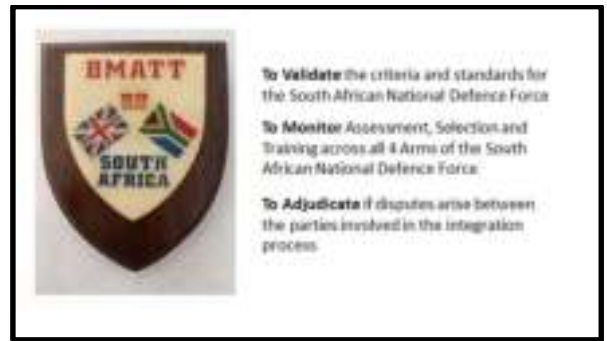 BMATT
SOUTH
AFRICA
To Validate the criteria and standards for
the South African National Defence Force
To Monitor Assessment, Selection and
Training across all 4 Arms of the South
African National Defence Force
To Adjudicate if disputes arise between
the parties involved in the integration
process